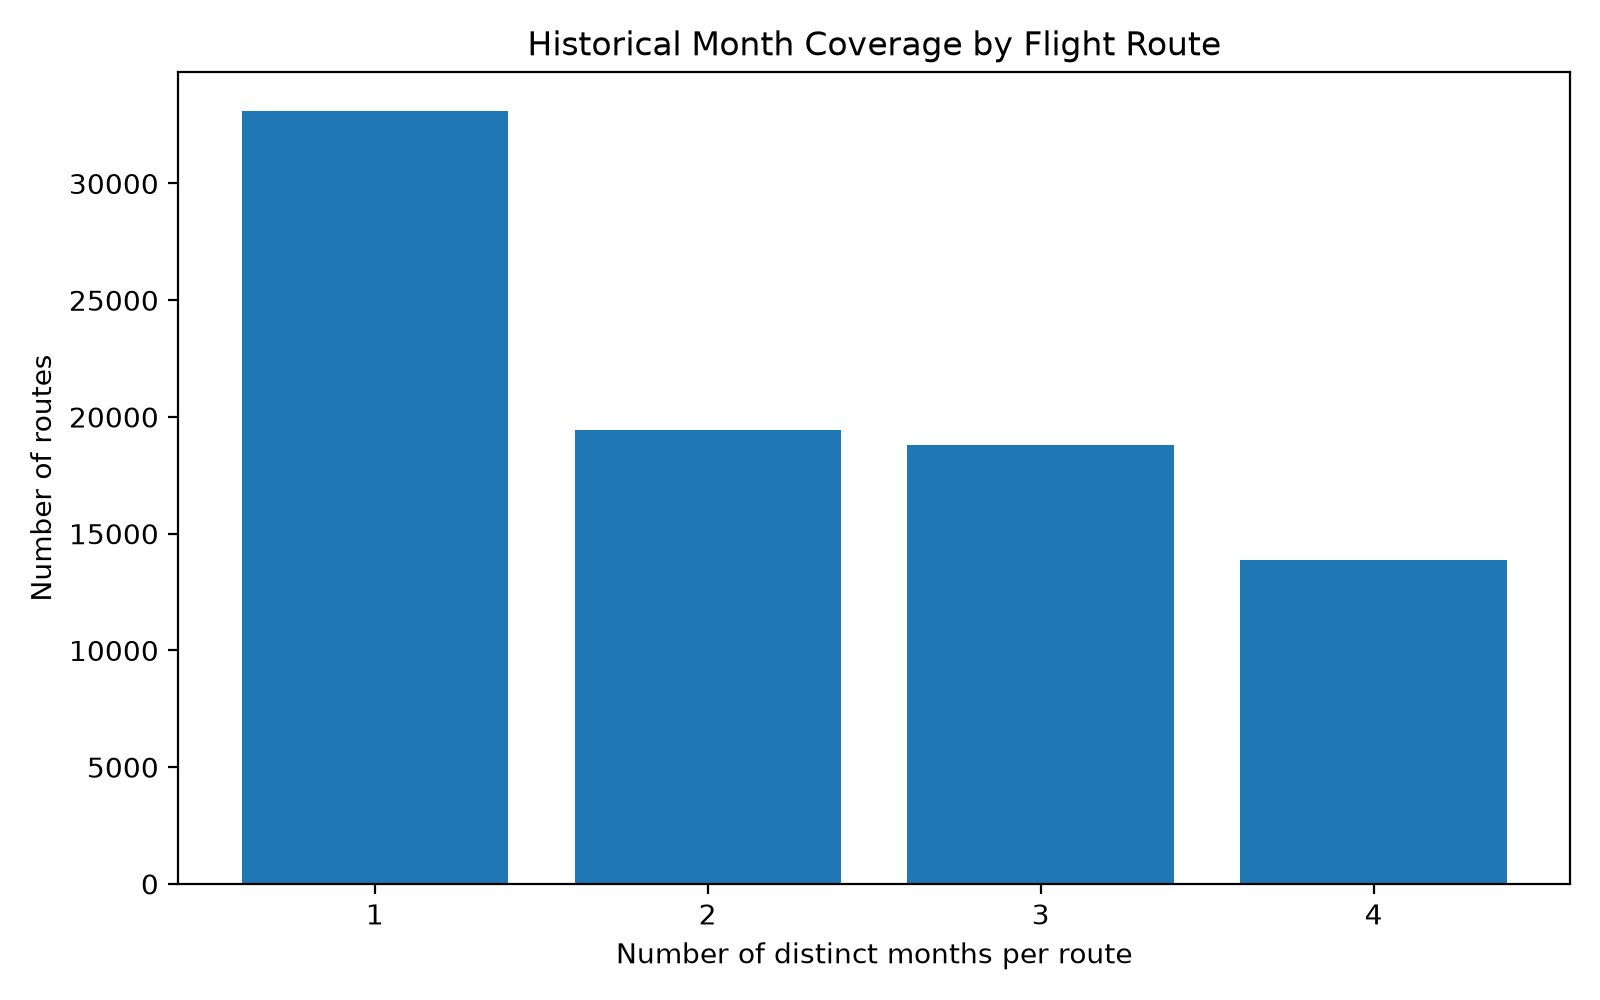 Historical Month Coverage by Flight Route
Number of routes
30000
25000
20000
15000
10000
5000
0
1 2 3 4
Number of distinct months per route